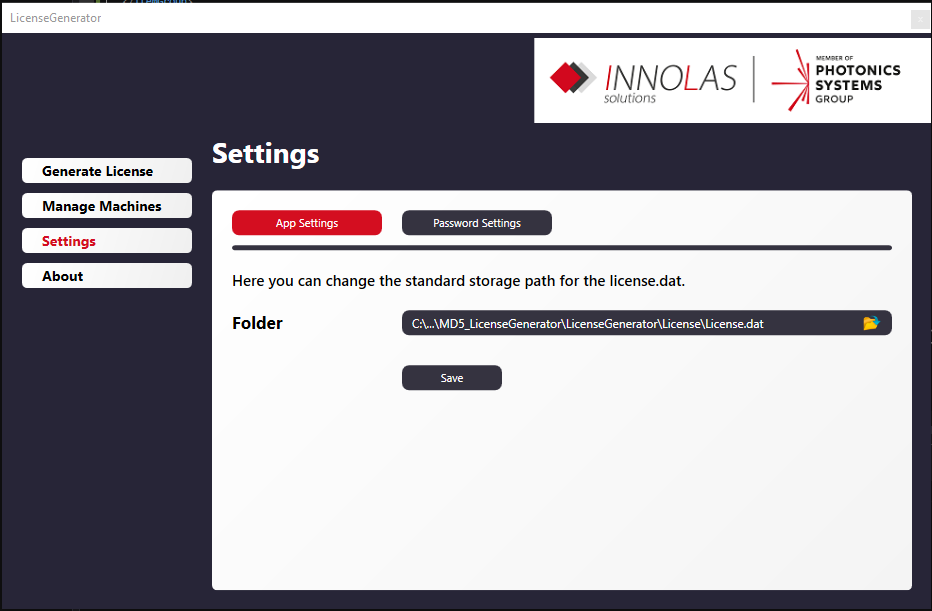 LicenseGenerator
INNOLAS
solutions
MEMBER OF
PHOTONICS
SYSTEMS
GROUP
Settings
Generate License
Manage Machines
Settings
About
App Settings
Password Settings
Here you can change the standard storage path for the license.dat.
Folder
C:\...\MD5_LicenseGenerator\LicenseGenerator\License\License.dat
Save